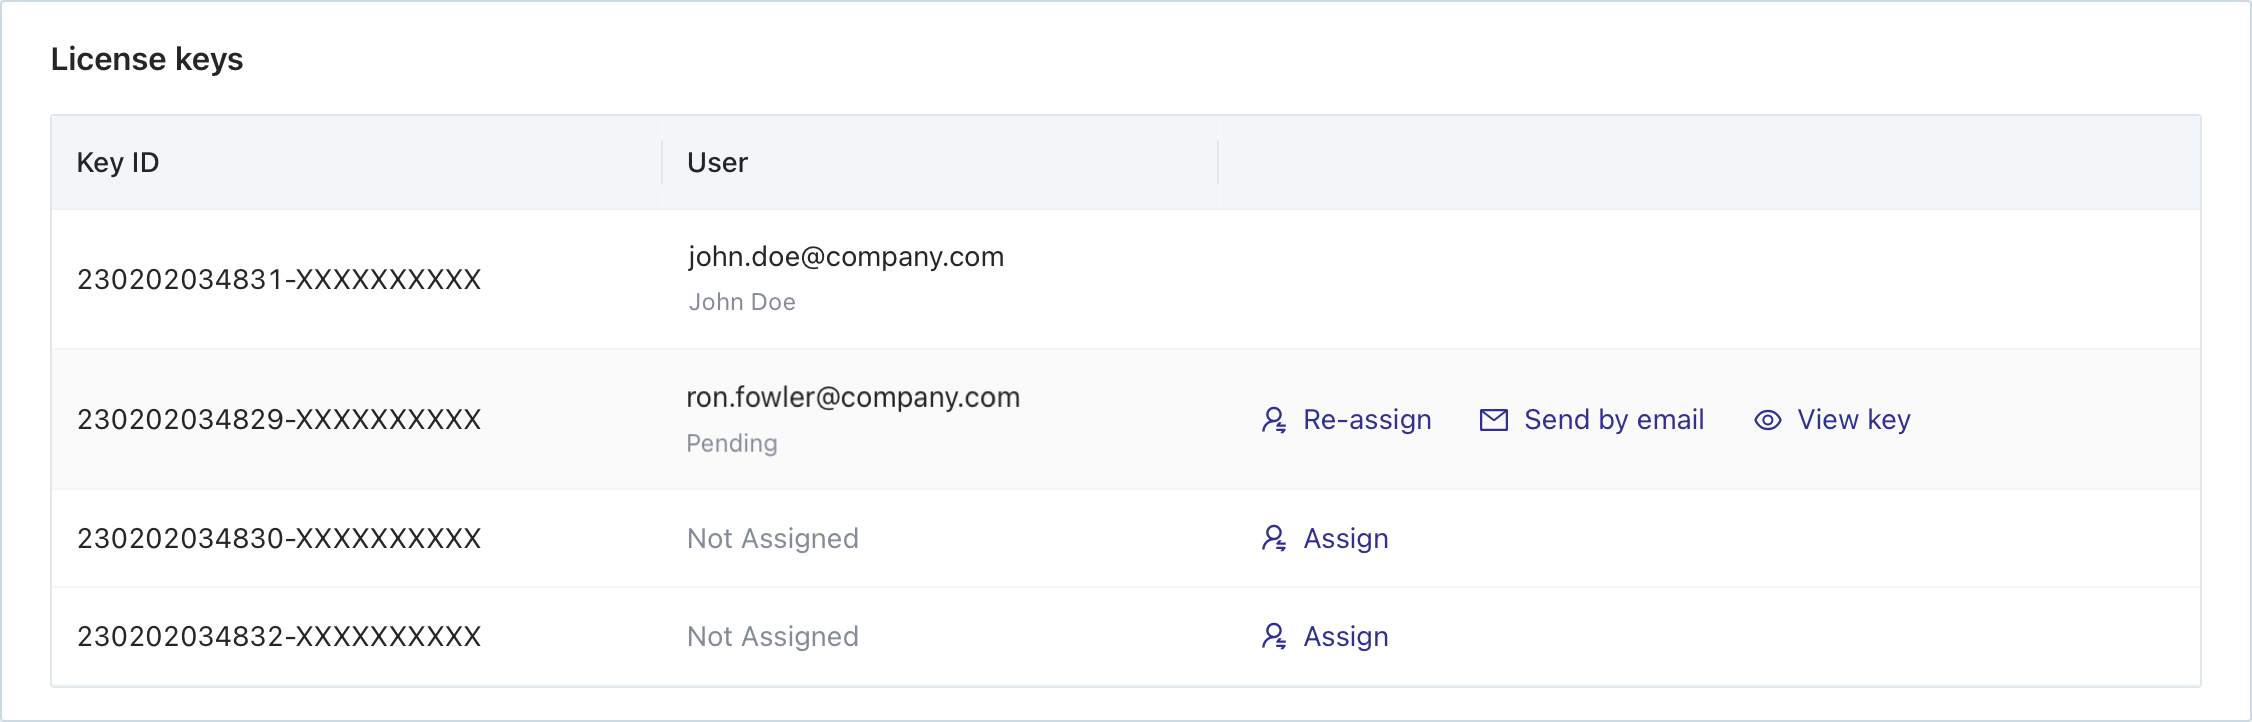 License keys
Key ID User
230202034831-XXXXXXXXXX john.doe@company.com
John Doe
230202034829-XXXXXXXXXX ron.fowler@company.com Re-assign Send by email View key
Pending
230202034830-XXXXXXXXXX Not Assigned Assign
230202034832-XXXXXXXXXX Not Assigned Assign